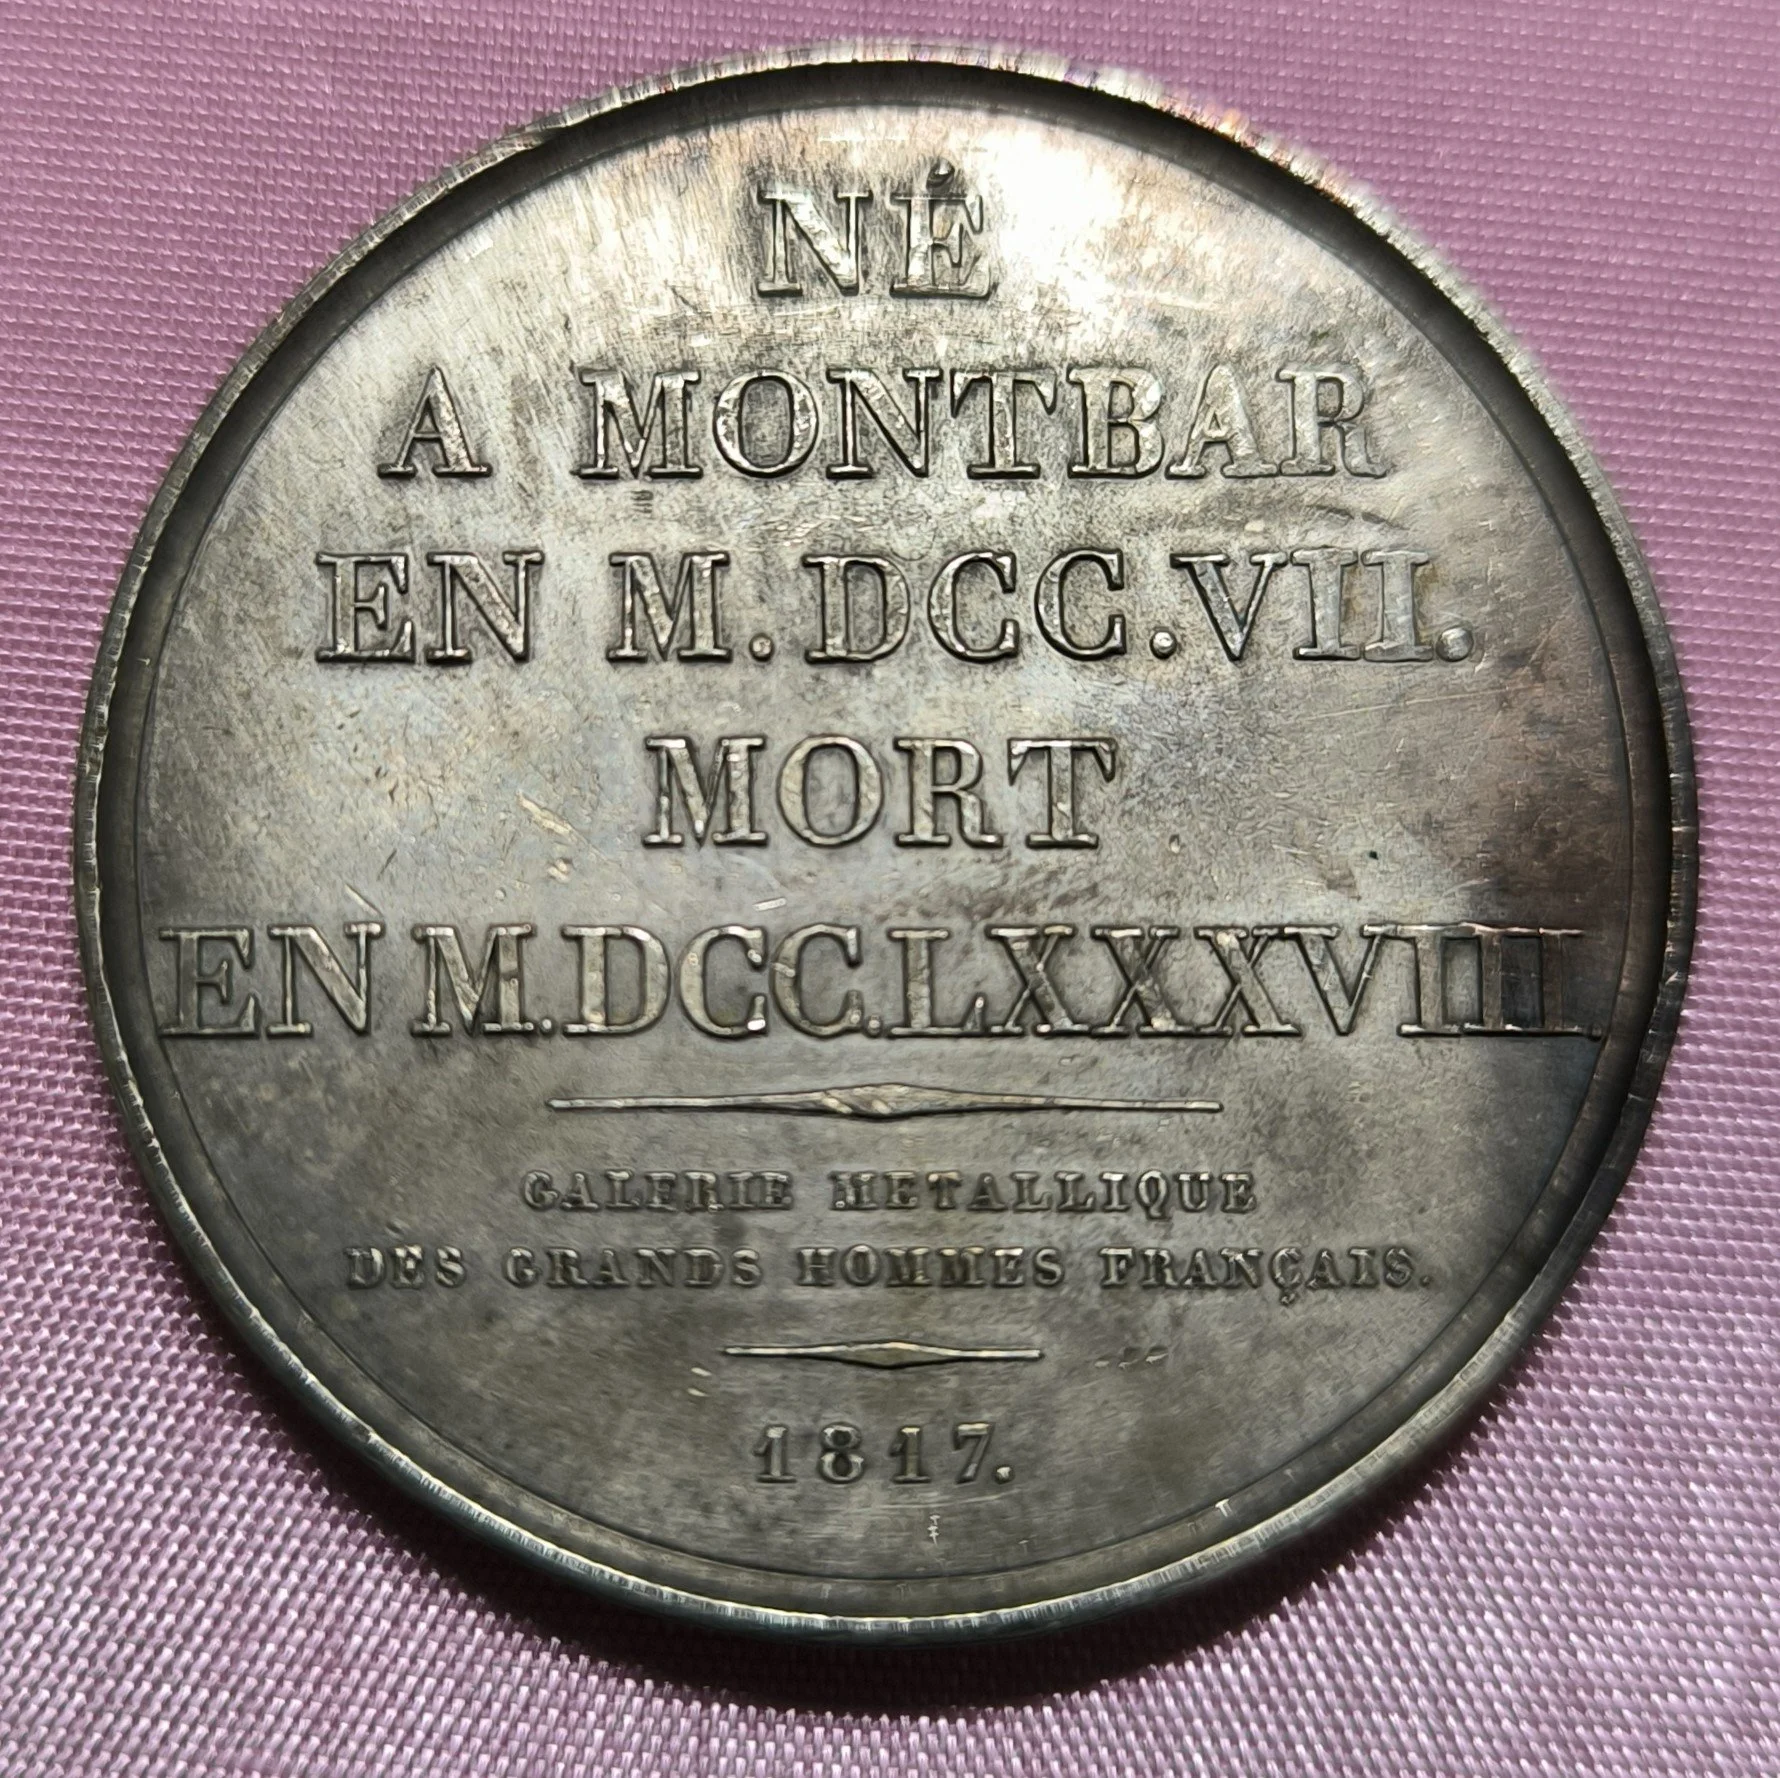 NÉ
A MONTBAR
EN M.DCC.VII.
MORT
EN M.DCC.LXXXVIII.
GALERIE METALLIQUE
DES GRANDS HOMMES FRANÇAIS.
1817.